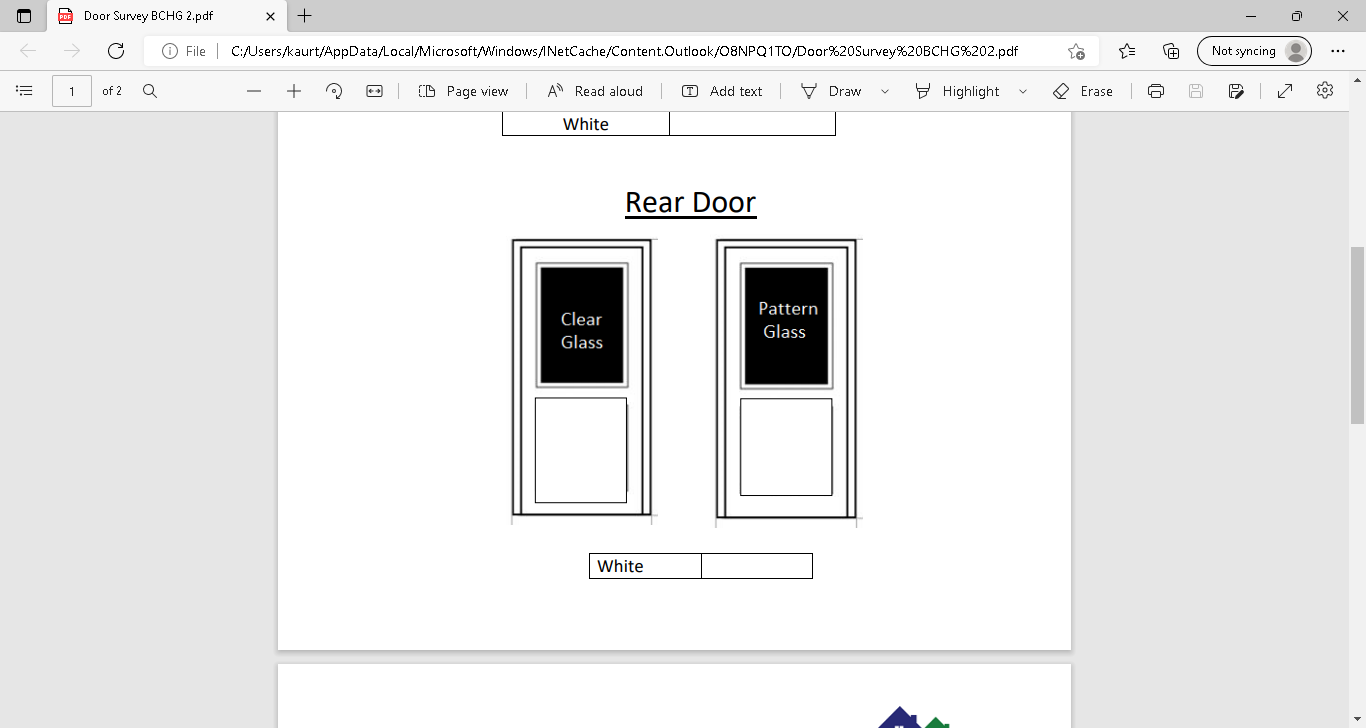 Door Survey BCHG 2.pdf
File
C:/Users/kaurt/AppData/Local/Microsoft/Windows/INetCache/Content.Outlook/O8NPQ1TO/Door%20Survey%20BCHG%202.pdf
Not syncing
1 of 2
Page view
Read aloud
Add text
Draw
Highlight
Erase
White
Rear Door
Clear
Glass
Pattern
Glass
White